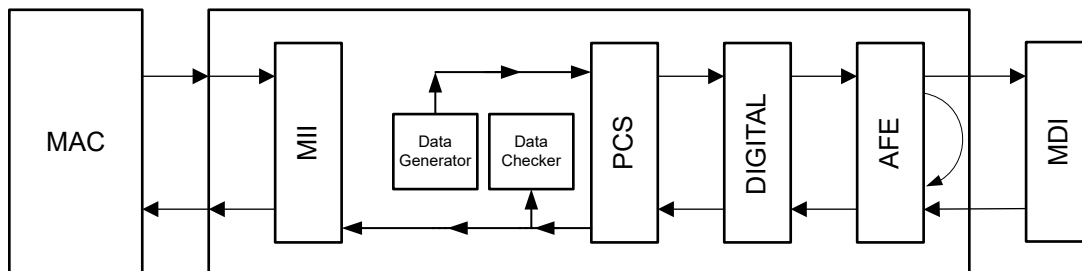 MAC
MII
Data
Generator
Data
Checker
PCS
DIGITAL
AFE
MDI